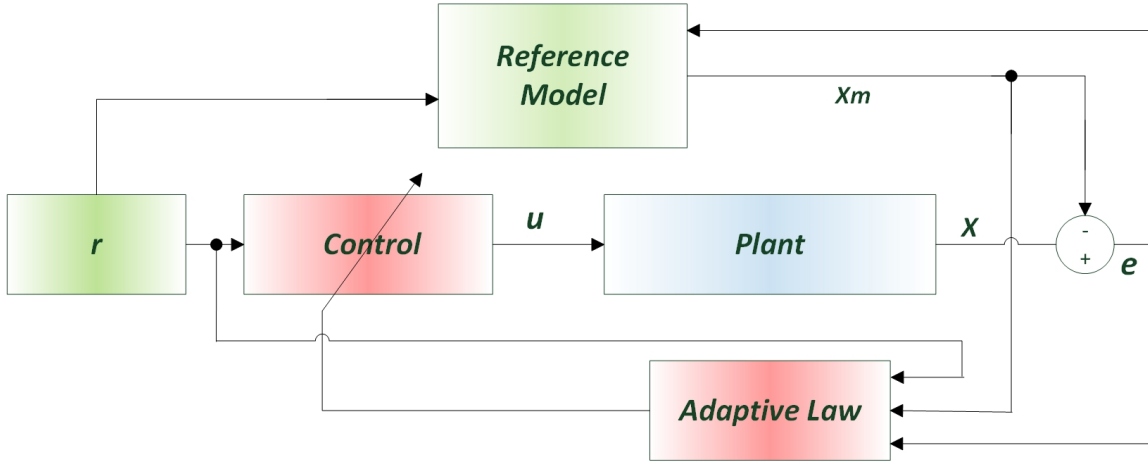 Reference
Model
Xm
r
Control
u
Plant
X
-
+
e
Adaptive Law